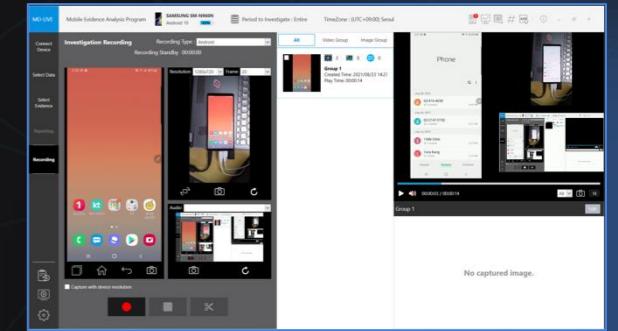 MD-LIVE
Mobile Evidence Analysis Program
SAMSUNG SM-N960N
Android 10
Period to Investigate : Entire
TimeZone : (UTC +09:00) Seoul
Connect
Device
Select Data
Select
Evidence
Reporting
Recording
Investigation Recording
Recording Type : Android
Recording Standby 00:00:00
Resolution 1280x720
Frame 20
Audio
Capture with device resolution
All
Video Group
Image Group
Group 1
Created Time: 2021/08/23 14:21
Play Time: 00:00:14
Phone
00:00:03 / 00:00:14
Group 1
No captured image.